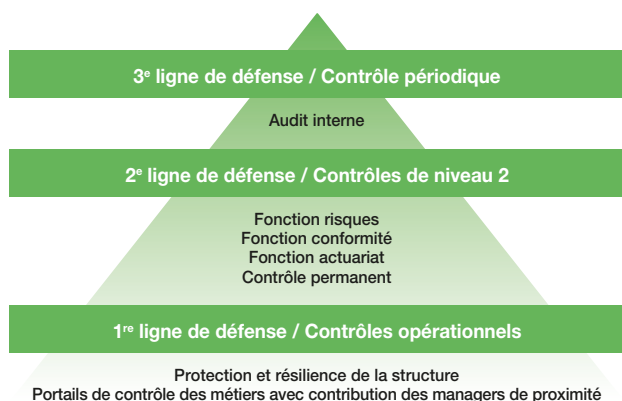 3e ligne de défense / Contrôle périodique
Audit interne
2e ligne de défense / Contrôles de niveau 2
Fonction risques
Fonction conformité
Fonction actuariat
Contrôle permanent
1re ligne de défense / Contrôles opérationnels
Protection et résilience de la structure
Portails de contrôle des métiers avec contribution des managers de proximité